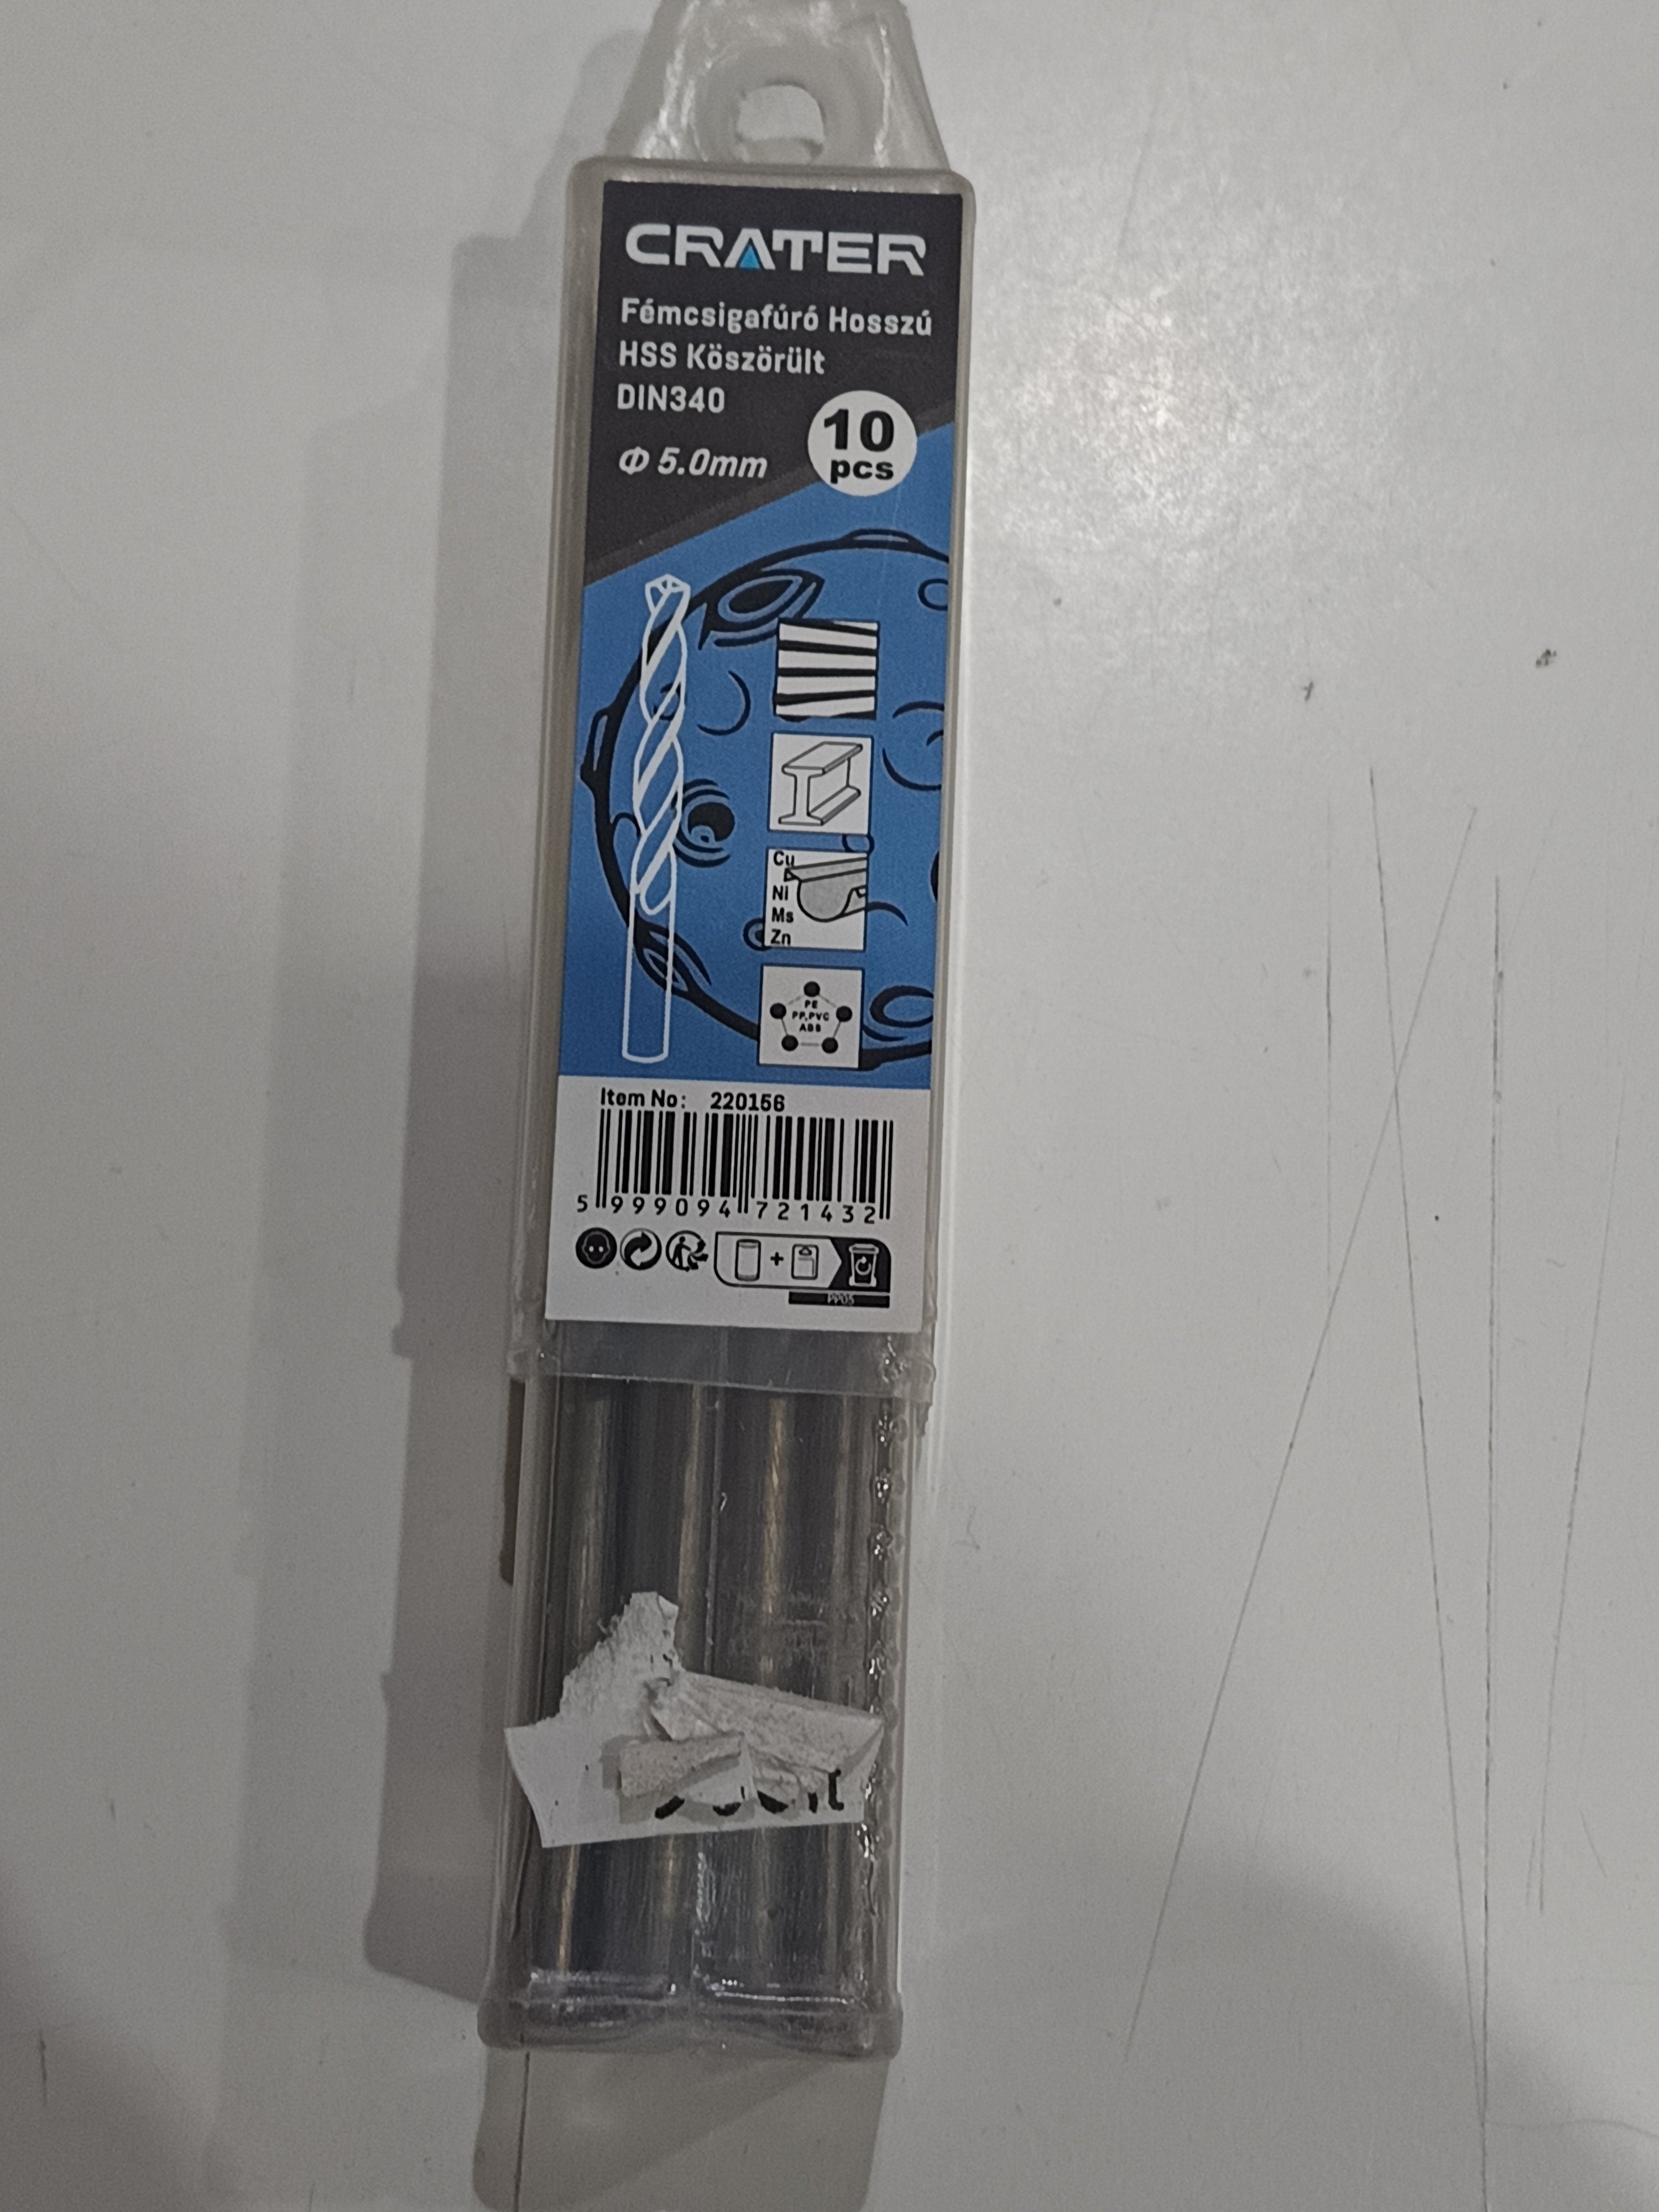 CRATER
Fémcsigafúró Hosszú
HSS Köszörült
DIN340
Φ 5.0mm
10
pcs
Cu
Ni
Ms
Zn
PE
PP,PVC
ABS
Item No: 220156
5 999094 721432
PP05